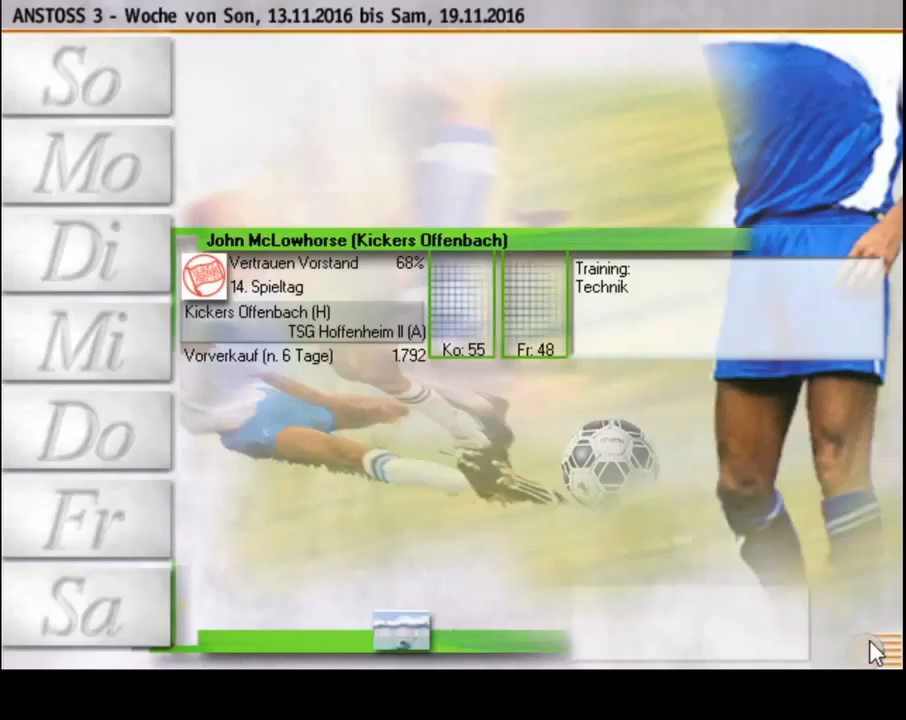 ANSTOSS 3 - Woche von Son, 13.11.2016 bis Sam, 19.11.2016
So
Mo
Di
Mi
Do
Fr
Sa
John McLowhorse (Kickers Offenbach)
Vertrauen Vorstand 68%
14. Spieltag
Kickers Offenbach (H)
TSG Hoffenheim II (A)
Vorverkauf (n. 6 Tage) 1.792
Ko: 55
Fr: 48
Training:
Technik